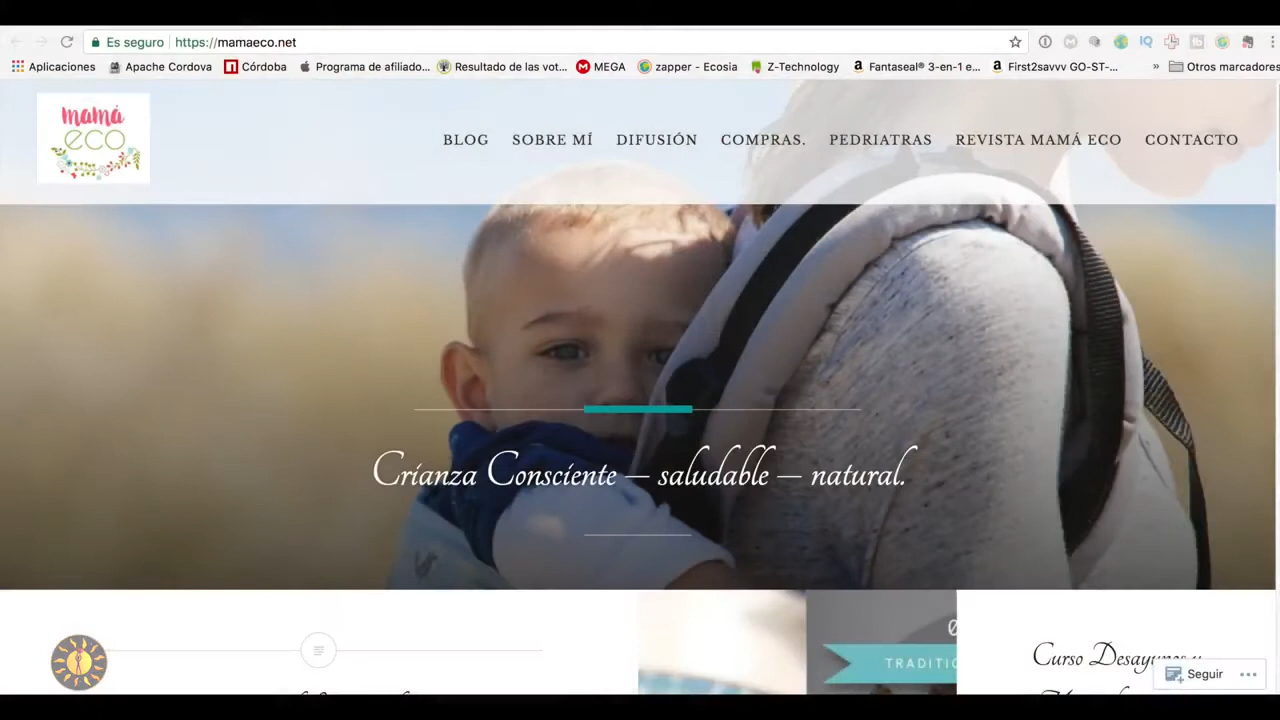 Es seguro https://mamaeco.net
Aplicaciones Apache Cordova Córdoba Programa de afiliado... Resultado de las vot... MEGA zapper - Ecosia Z-Technology Fantaseal® 3-en-1 e... First2savvv GO-ST-... » Otros marcadores
mamá
eco
BLOG SOBRE MÍ DIFUSIÓN COMPRAS. PEDRIATRAS REVISTA MAMÁ ECO CONTACTO
Crianza Consciente — saludable — natural.
TRADITIC
Curso Desayunos y
Seguir